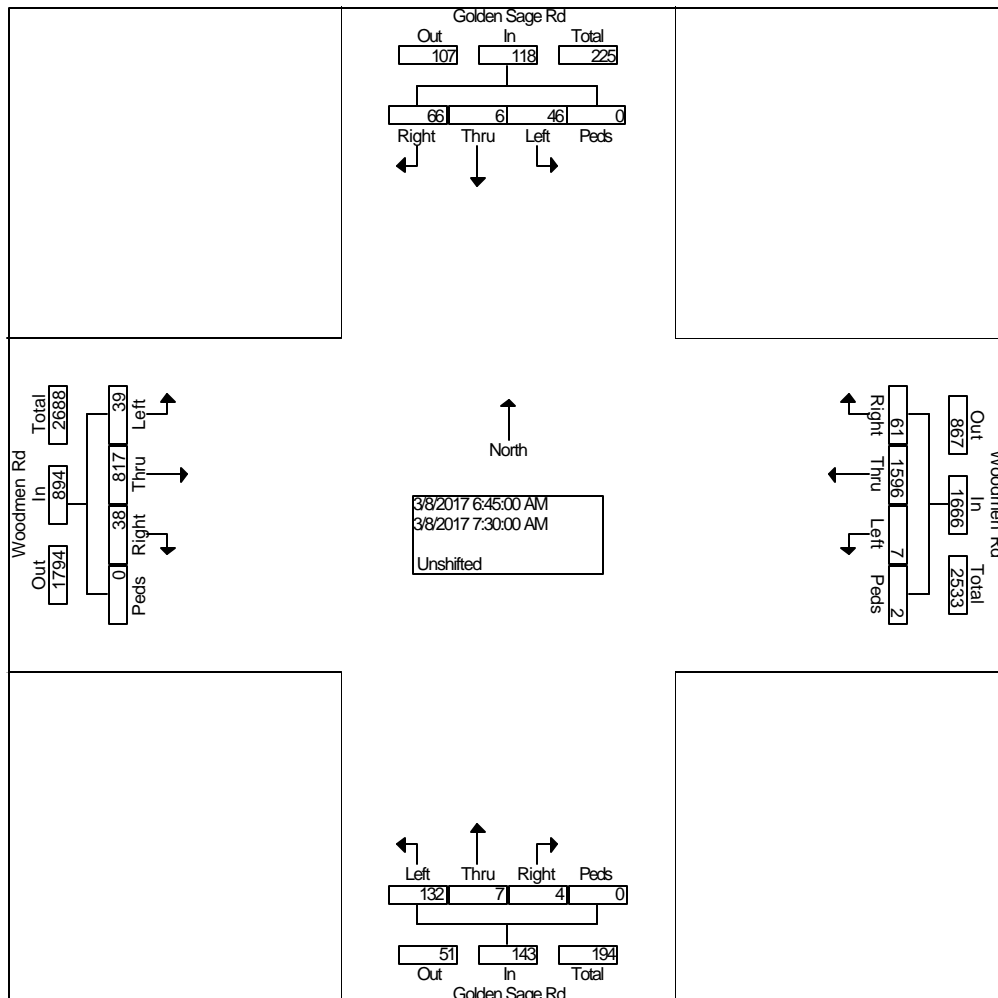 Golden Sage Rd
Out In Total
107 118 225
66 6 46 0
Right Thru Left Peds
Woodmen Rd
Total In Out
2688 894 1794
39 817 38 0
Left Thru Right Peds
North
3/8/2017 6:45:00 AM
3/8/2017 7:30:00 AM
Unshifted
Right Thru Left Peds
61 1596 7 2
Out In Total
867 1666 2533
Woodmen Rd
Left Thru Right Peds
132 7 4 0
51 143 194
Out In Total
Golden Sage Rd